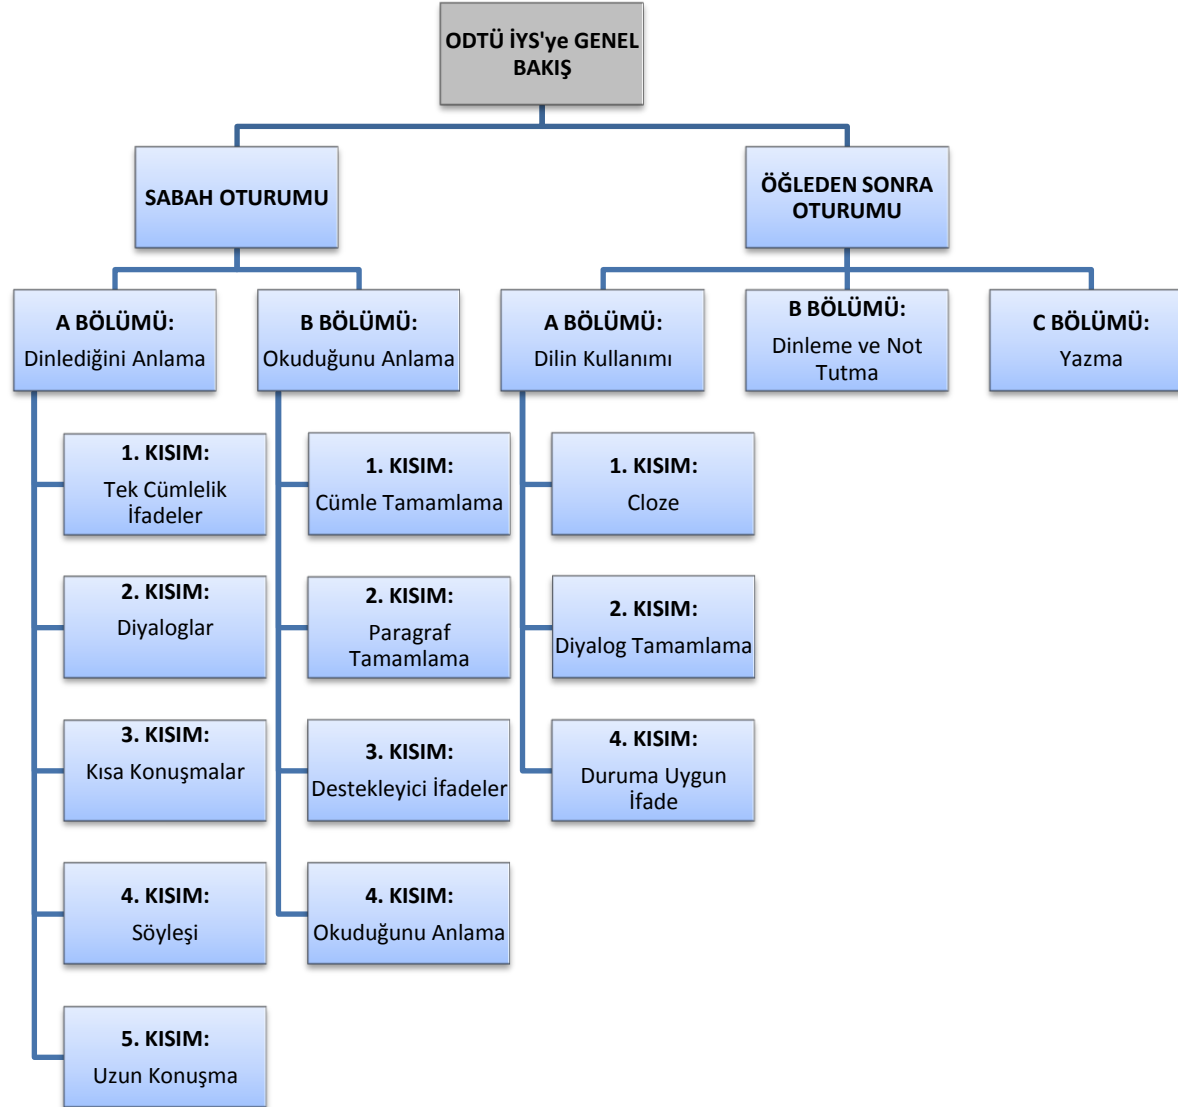 ODTÜ İYS'ye GENEL
BAKIŞ
SABAH OTURUMU
ÖĞLEDEN SONRA
OTURUMU
A BÖLÜMÜ:
Dinlediğini Anlama
B BÖLÜMÜ:
Okuduğunu Anlama
A BÖLÜMÜ:
Dilin Kullanımı
B BÖLÜMÜ:
Dinleme ve Not
Tutma
C BÖLÜMÜ:
Yazma
1. KISIM:
Tek Cümlelik
İfadeler
2. KISIM:
Diyaloglar
3. KISIM:
Kısa Konuşmalar
4. KISIM:
Söyleşi
5. KISIM:
Uzun Konuşma
1. KISIM:
Cümle Tamamlama
2. KISIM:
Paragraf
Tamamlama
3. KISIM:
Destekleyici İfadeler
4. KISIM:
Okuduğunu Anlama
1. KISIM:
Cloze
2. KISIM:
Diyalog Tamamlama
4. KISIM:
Duruma Uygun
İfade